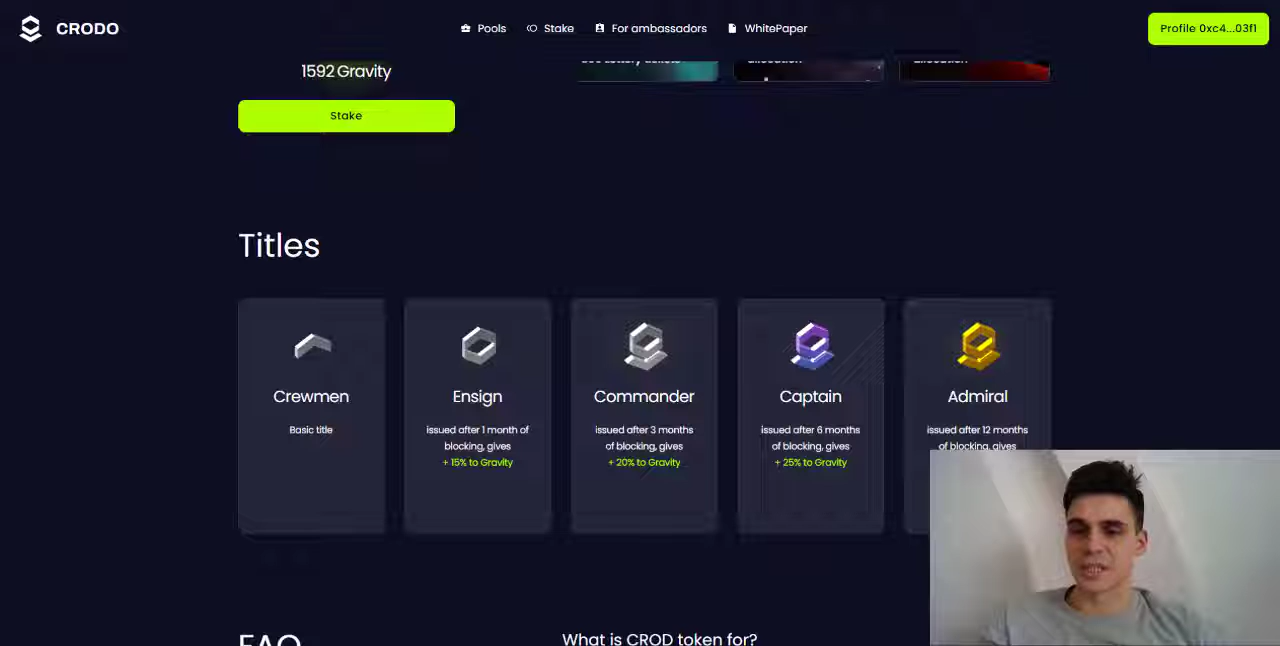 CRODO
Pools
Stake
For ambassadors
WhitePaper
Profile 0xc4...03f1
1592 Gravity
Stake
allocation
allocation
Titles
Crewmen
Basic title
Ensign
issued after 1 month of
blocking, gives
+ 15% to Gravity
Commander
issued after 3 months
of blocking, gives
+ 20% to Gravity
Captain
issued after 6 months
of blocking, gives
+ 25% to Gravity
Admiral
issued after 12 months
of blocking, gives
FAQ
What is CROD token for?